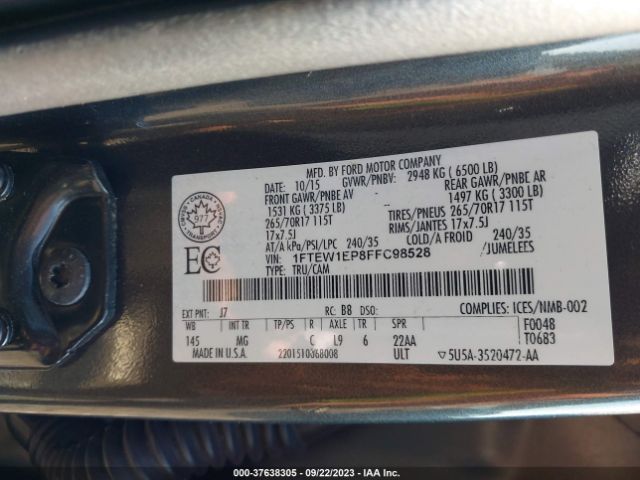 MFD. BY FORD MOTOR COMPANY
DATE: 10/15 GVWR/PNBV: 2948 KG ( 6500 LB)
FRONT GAWR/PNBE AV REAR GAWR/PNBE AR
1531 KG ( 3375 LB) 1497 KG ( 3300 LB)
265/70R17 115T TIRES/PNEUS 265/70R17 115T
17x7.5J RIMS/JANTES 17x7.5J
AT/A kPa/PSI/LPC 240/35 COLD/A FROID 240/35
VIN: 1FTEW1EP8FFC98528 /JUMELEES
TYPE: TRU/CAM
CANADA
977
TRANSPORT
EC
EXT PNT: J7 RC: B8 DSO: COMPLIES: ICES/NMB-002
WB INT TR TP/PS R AXLE TR SPR F0048
145 MG C L9 6 22AA T0683
MADE IN U.S.A. 2201510368008 ULT 5U5A-3520472-AA
000-37638305 / 09/22/2023 / IAA Inc.